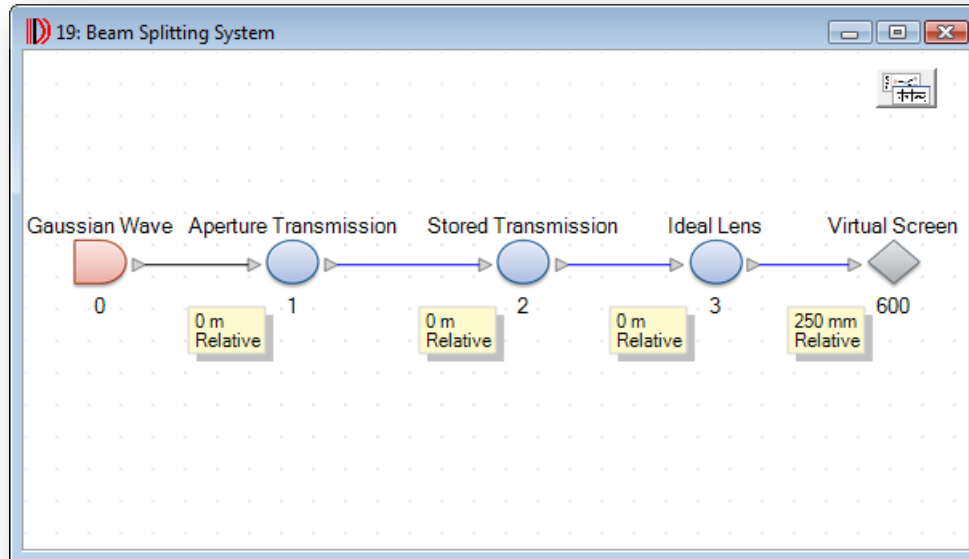 19: Beam Splitting System
Gaussian Wave
Aperture Transmission
Stored Transmission
Ideal Lens
Virtual Screen
0
1
2
3
600
0 m
Relative
0 m
Relative
0 m
Relative
250 mm
Relative